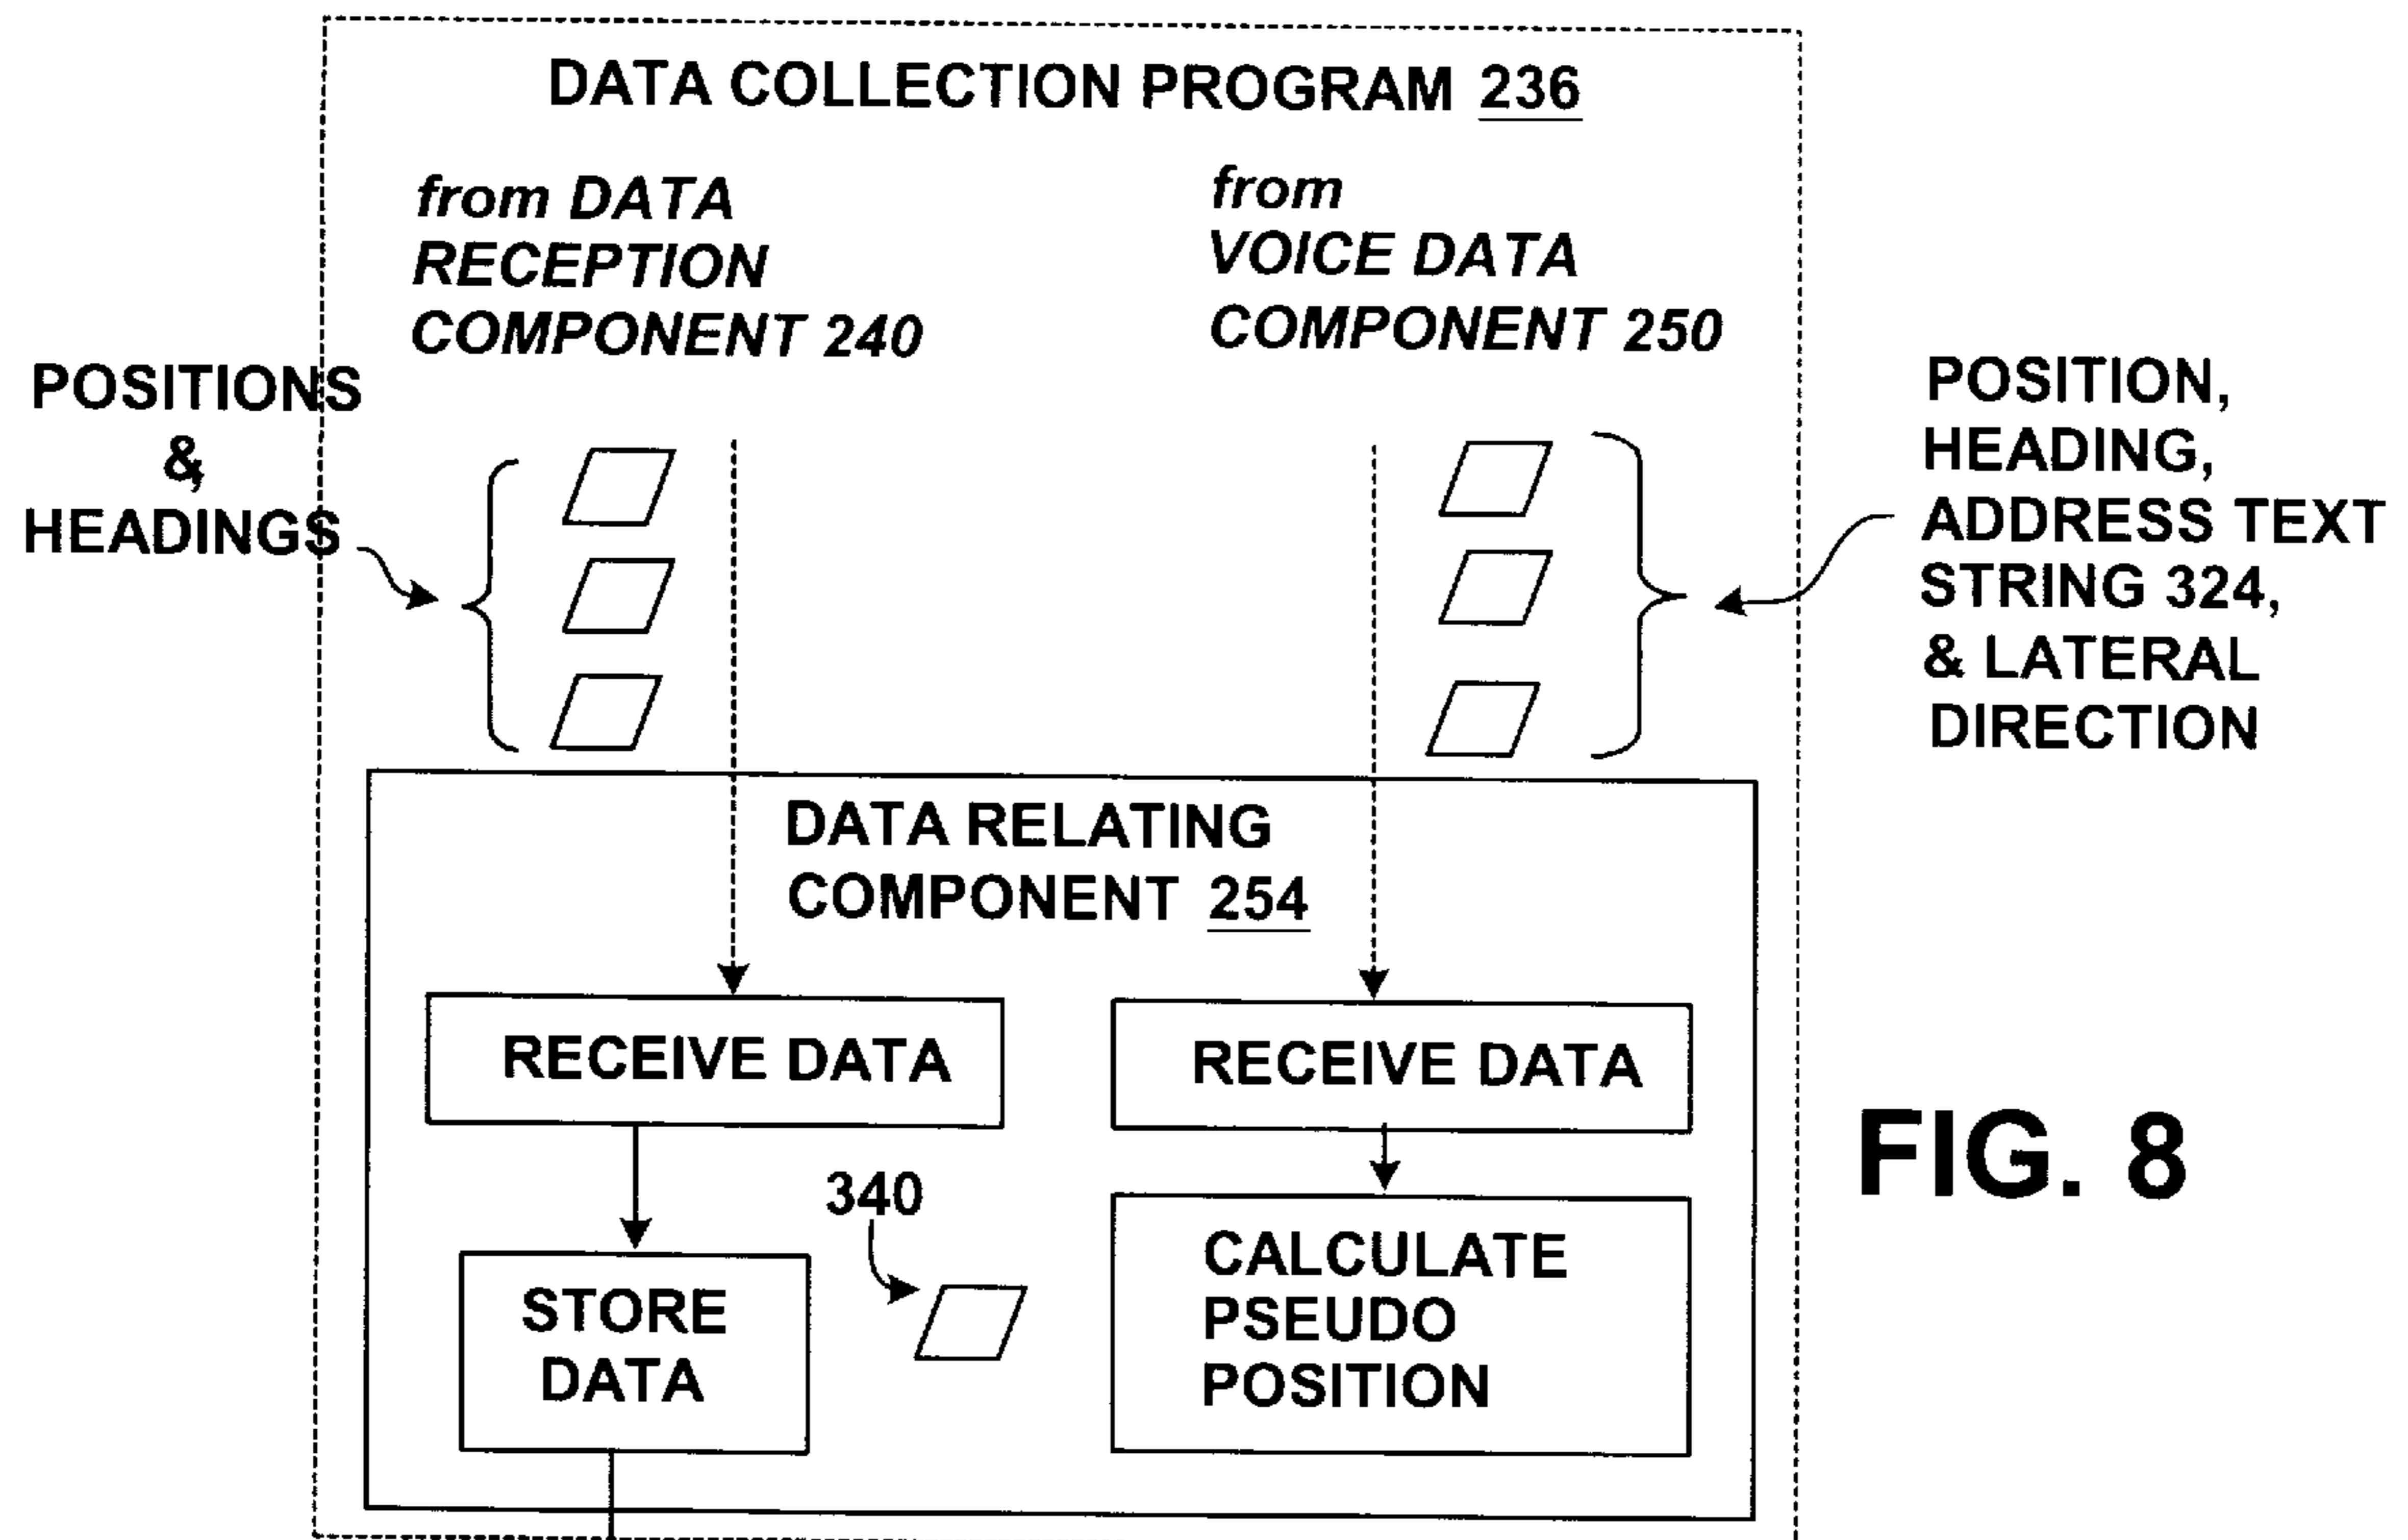 DATA COLLECTION PROGRAM 236
from DATA
RECEPTION
COMPONENT 240
from
VOICE DATA
COMPONENT 250
POSITIONS
&
HEADINGS
POSITION,
HEADING,
ADDRESS TEXT
STRING 324,
& LATERAL
DIRECTION
DATA RELATING
COMPONENT 254
RECEIVE DATA
RECEIVE DATA
340
STORE
DATA
CALCULATE
PSEUDO
POSITION
FIG. 8